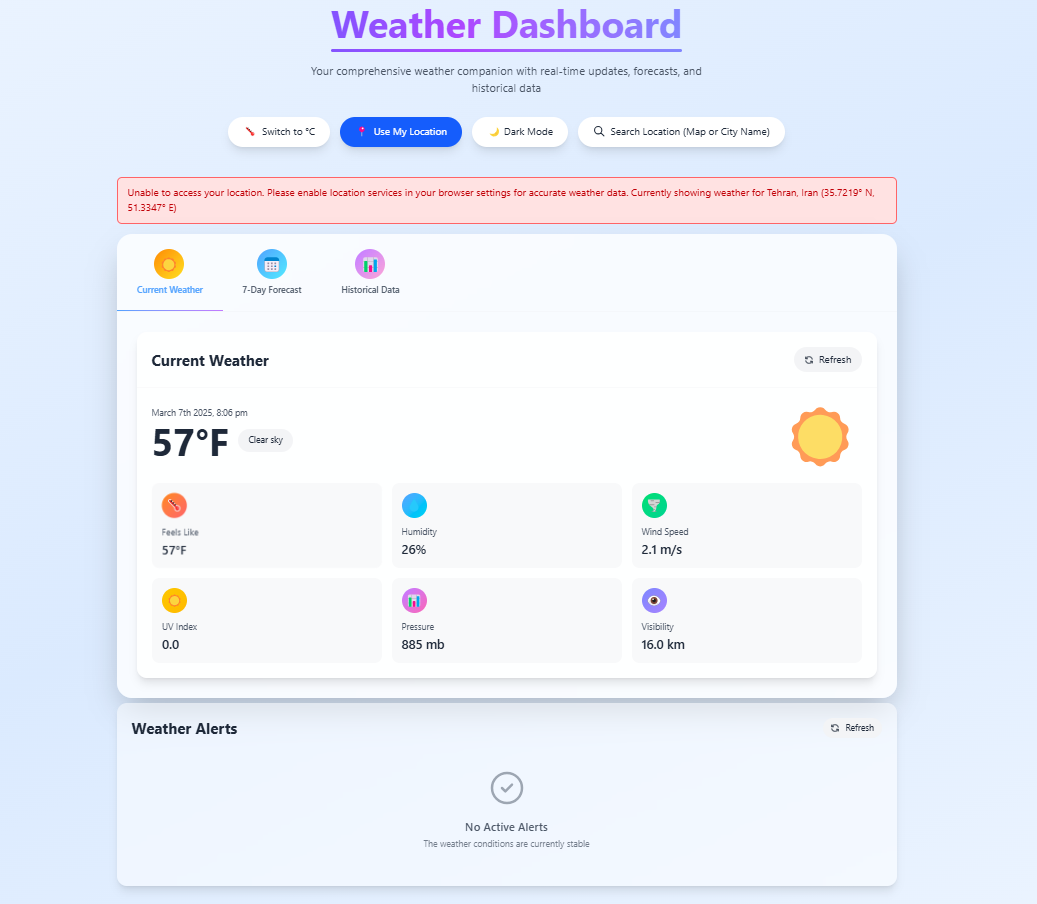 Weather Dashboard
Your comprehensive weather companion with real-time updates, forecasts, and
historical data
Switch to °C
Use My Location
Dark Mode
Search Location (Map or City Name)
Unable to access your location. Please enable location services in your browser settings for accurate weather data. Currently showing weather for Tehran, Iran (35.7219° N,
51.3347° E)
Current Weather
7-Day Forecast
Historical Data
Current Weather
Refresh
March 7th 2025, 8:06 pm
57°F
Clear sky
Feels Like
57°F
Humidity
26%
Wind Speed
2.1 m/s
UV Index
0.0
Pressure
885 mb
Visibility
16.0 km
Weather Alerts
Refresh
No Active Alerts
The weather conditions are currently stable